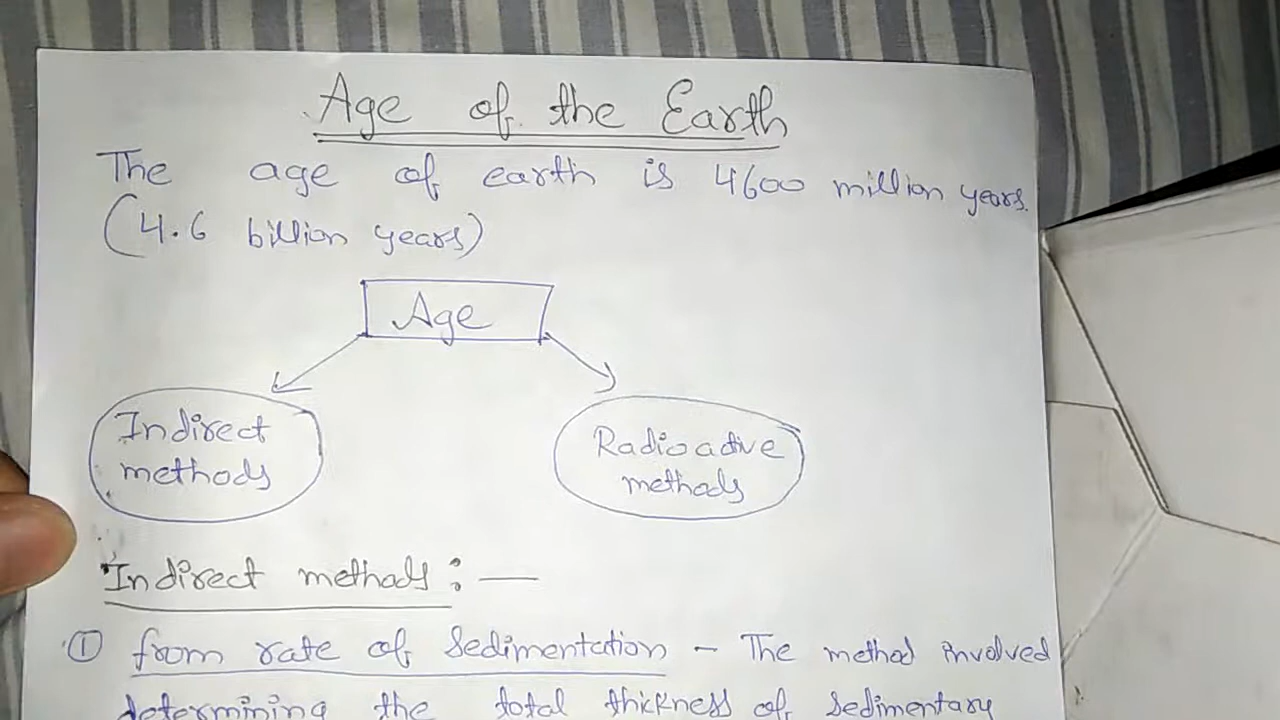 Age of the Earth
The age of earth is 4600 million years.
(4.6 billion years)
Age
Indirect
methods
Radioactive
methods
Indirect methods : —
① from rate of Sedimentation - The method involved
determining the total thickness of sedimentary